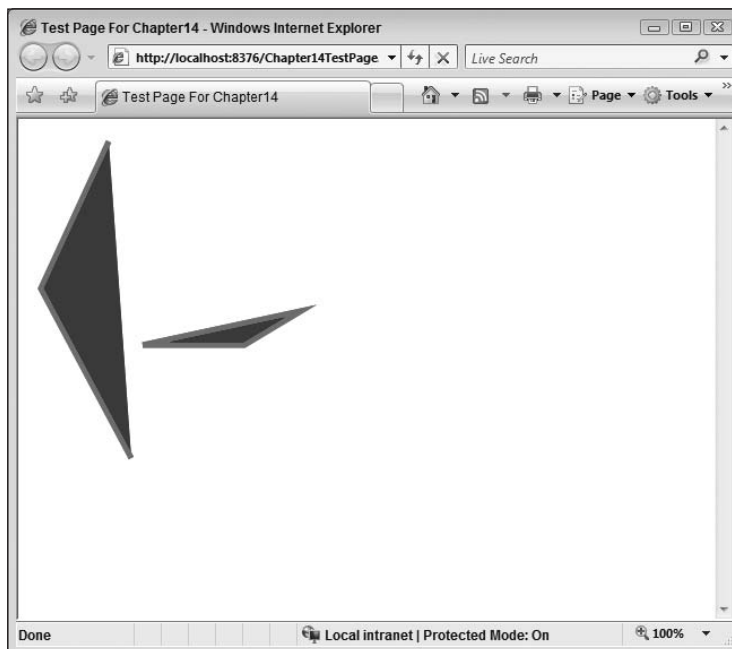 Test Page For Chapter14 - Windows Internet Explorer
http://localhost:8376/Chapter14TestPage
Live Search
Test Page For Chapter14
Page
Tools
Done
Local intranet | Protected Mode: On
100%